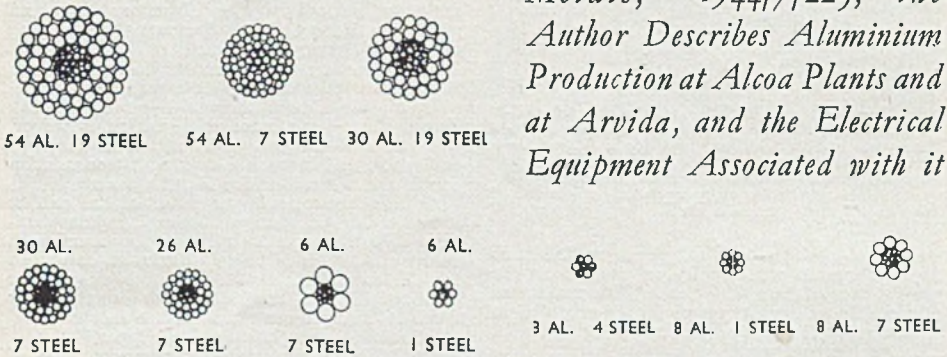 54 AL. 19 STEEL 54 AL. 7 STEEL 30 AL. 19 STEEL
Author Describes Aluminium
Production at Alcoa Plants and
at Arvida, and the Electrical
Equipment Associated with it
30 AL. 26 AL. 6 AL. 6 AL.
7 STEEL 7 STEEL 7 STEEL 1 STEEL
3 AL. 4 STEEL 8 AL. 1 STEEL 8 AL. 7 STEEL